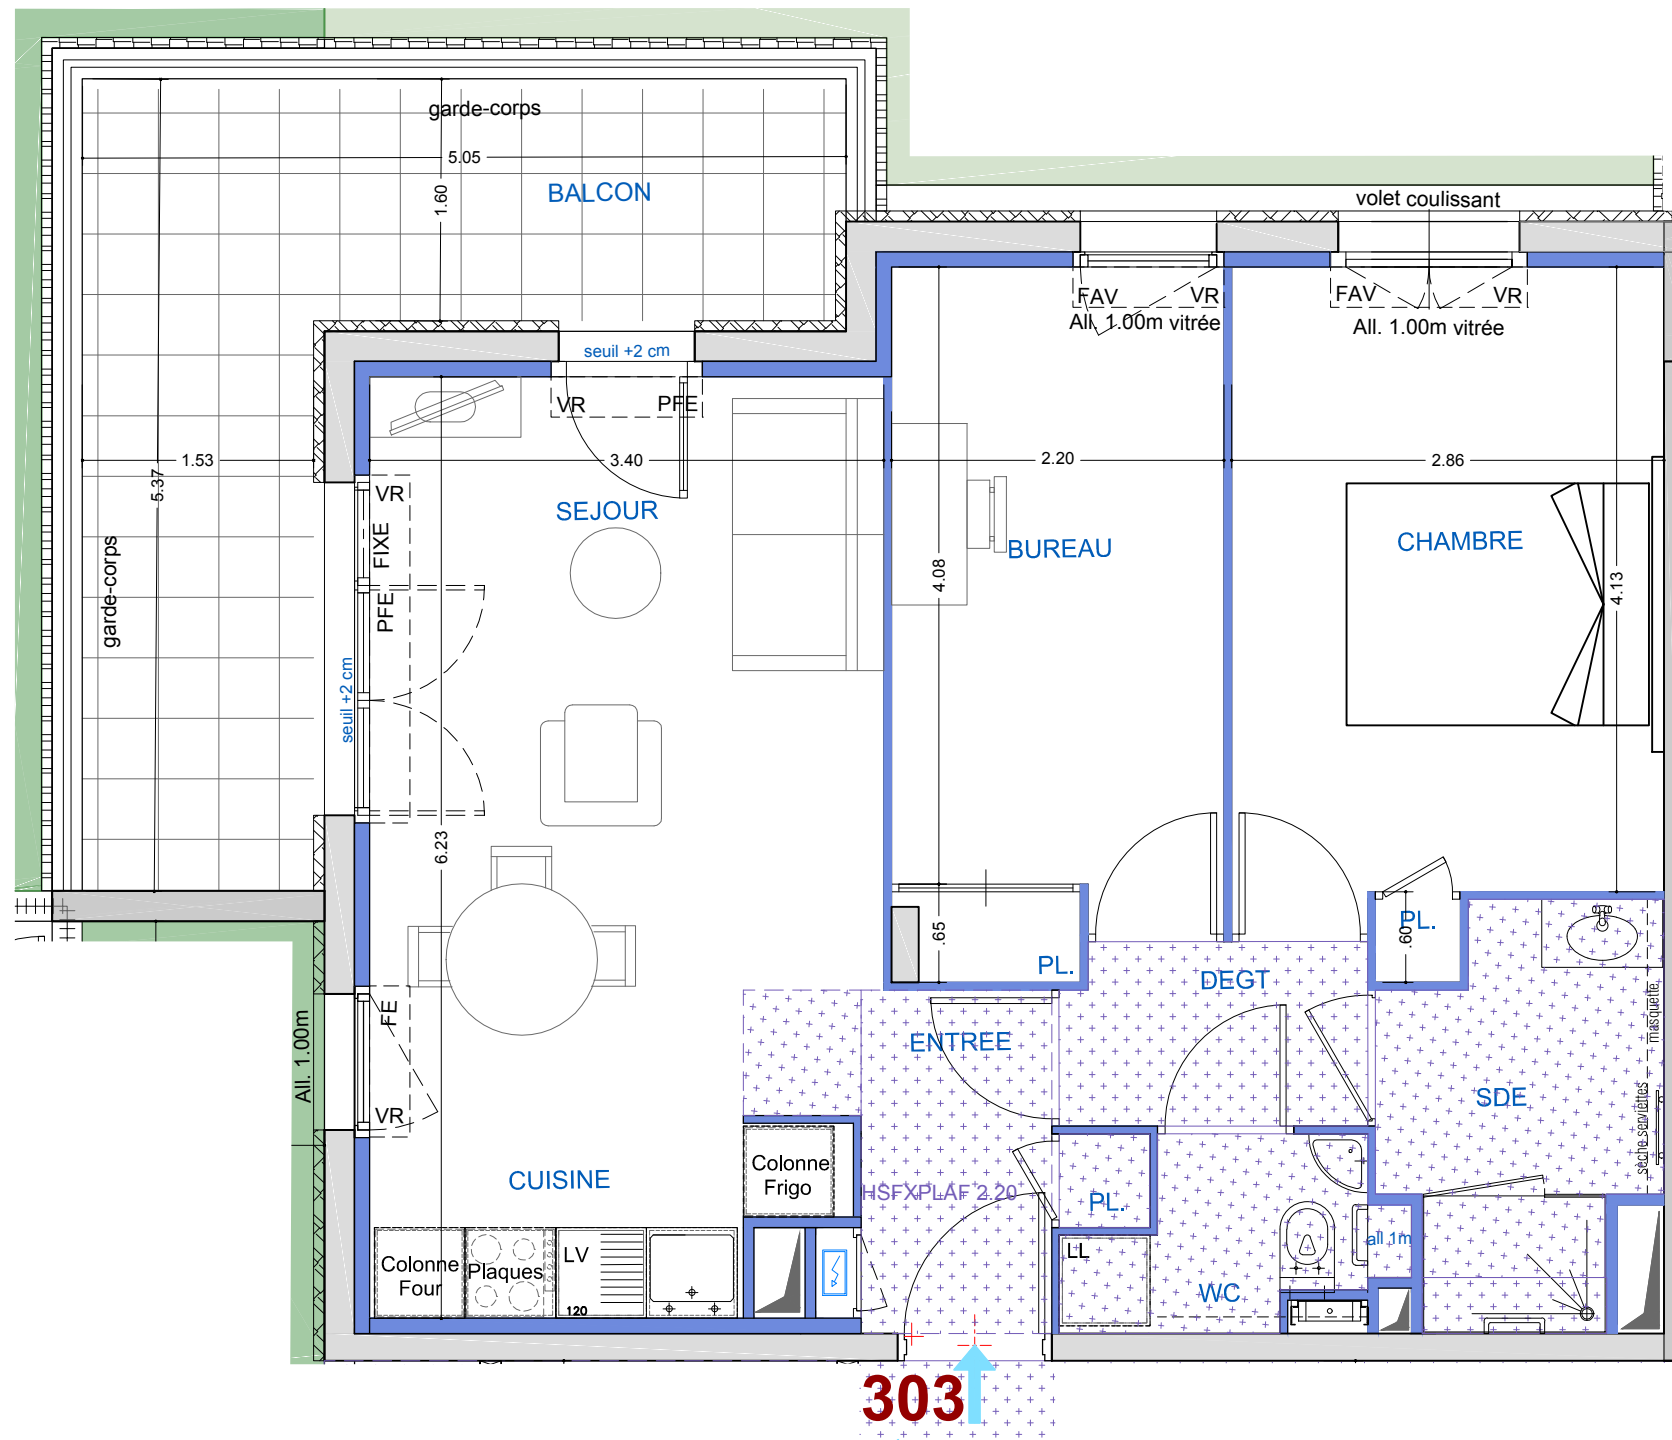 garde-corps
5.05
BALCON
1.60
volet coulissant
FAV
VR
All. 1.00m vitrée
FAV
VR
All. 1.00m vitrée
seuil +2 cm
VR
PFE
1.53
5.37
garde-corps
3.40
2.20
2.86
VR
FIXE
PFE
seuil +2 cm
SEJOUR
BUREAU
CHAMBRE
4.08
4.13
6.23
.65
PL.
.60
PL.
DEGT
All. 1.00m
FE
VR
ENTREE
masquette
SDE
sèche serviettes
CUISINE
Colonne
Frigo
HSFXPLAF 2.20
PL.
Colonne
Four
Plaques
LV
120
LL
WC
all 1m
303